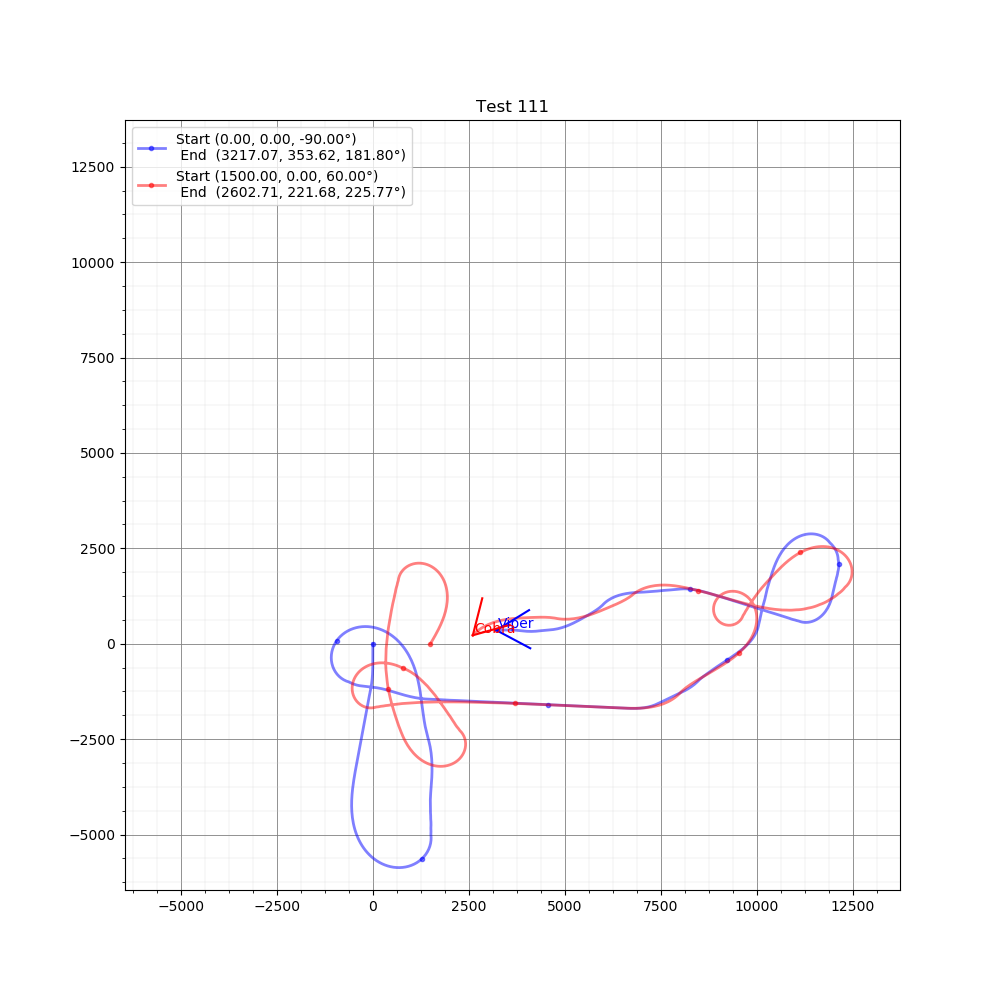 Test 111
Start (0.00, 0.00, -90.00°)
End (3217.07, 353.62, 181.80°)
Start (1500.00, 0.00, 60.00°)
End (2602.71, 221.68, 225.77°)
12500
10000
7500
5000
2500
0
−2500
−5000
Viper
Cobra
−5000 −2500 0 2500 5000 7500 10000 12500